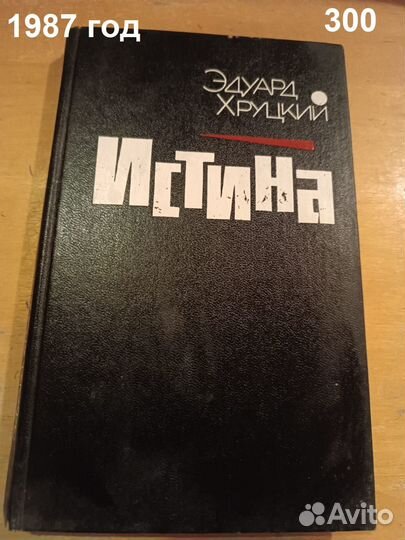 1987 год
300
Эдуард
Хруцкий
Истина
Avito